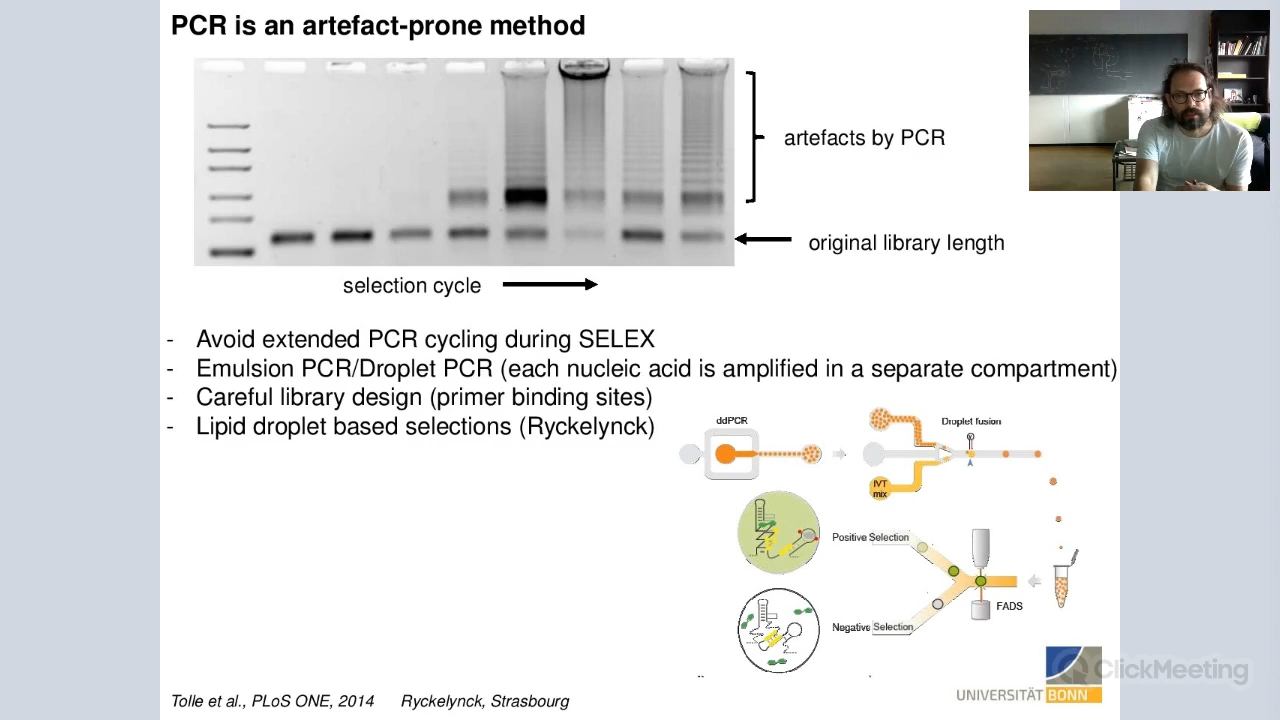 PCR is an artefact-prone method
artefacts by PCR
original library length
selection cycle
- Avoid extended PCR cycling during SELEX
- Emulsion PCR/Droplet PCR (each nucleic acid is amplified in a separate compartment)
- Careful library design (primer binding sites)
- Lipid droplet based selections (Ryckelynck)
ddPCR
Droplet fusion
IVT
mix
Positive Selection
FADS
Negative Selection
ClickMeeting
UNIVERSITÄT BONN
Tolle et al., PLoS ONE, 2014 Ryckelynck, Strasbourg